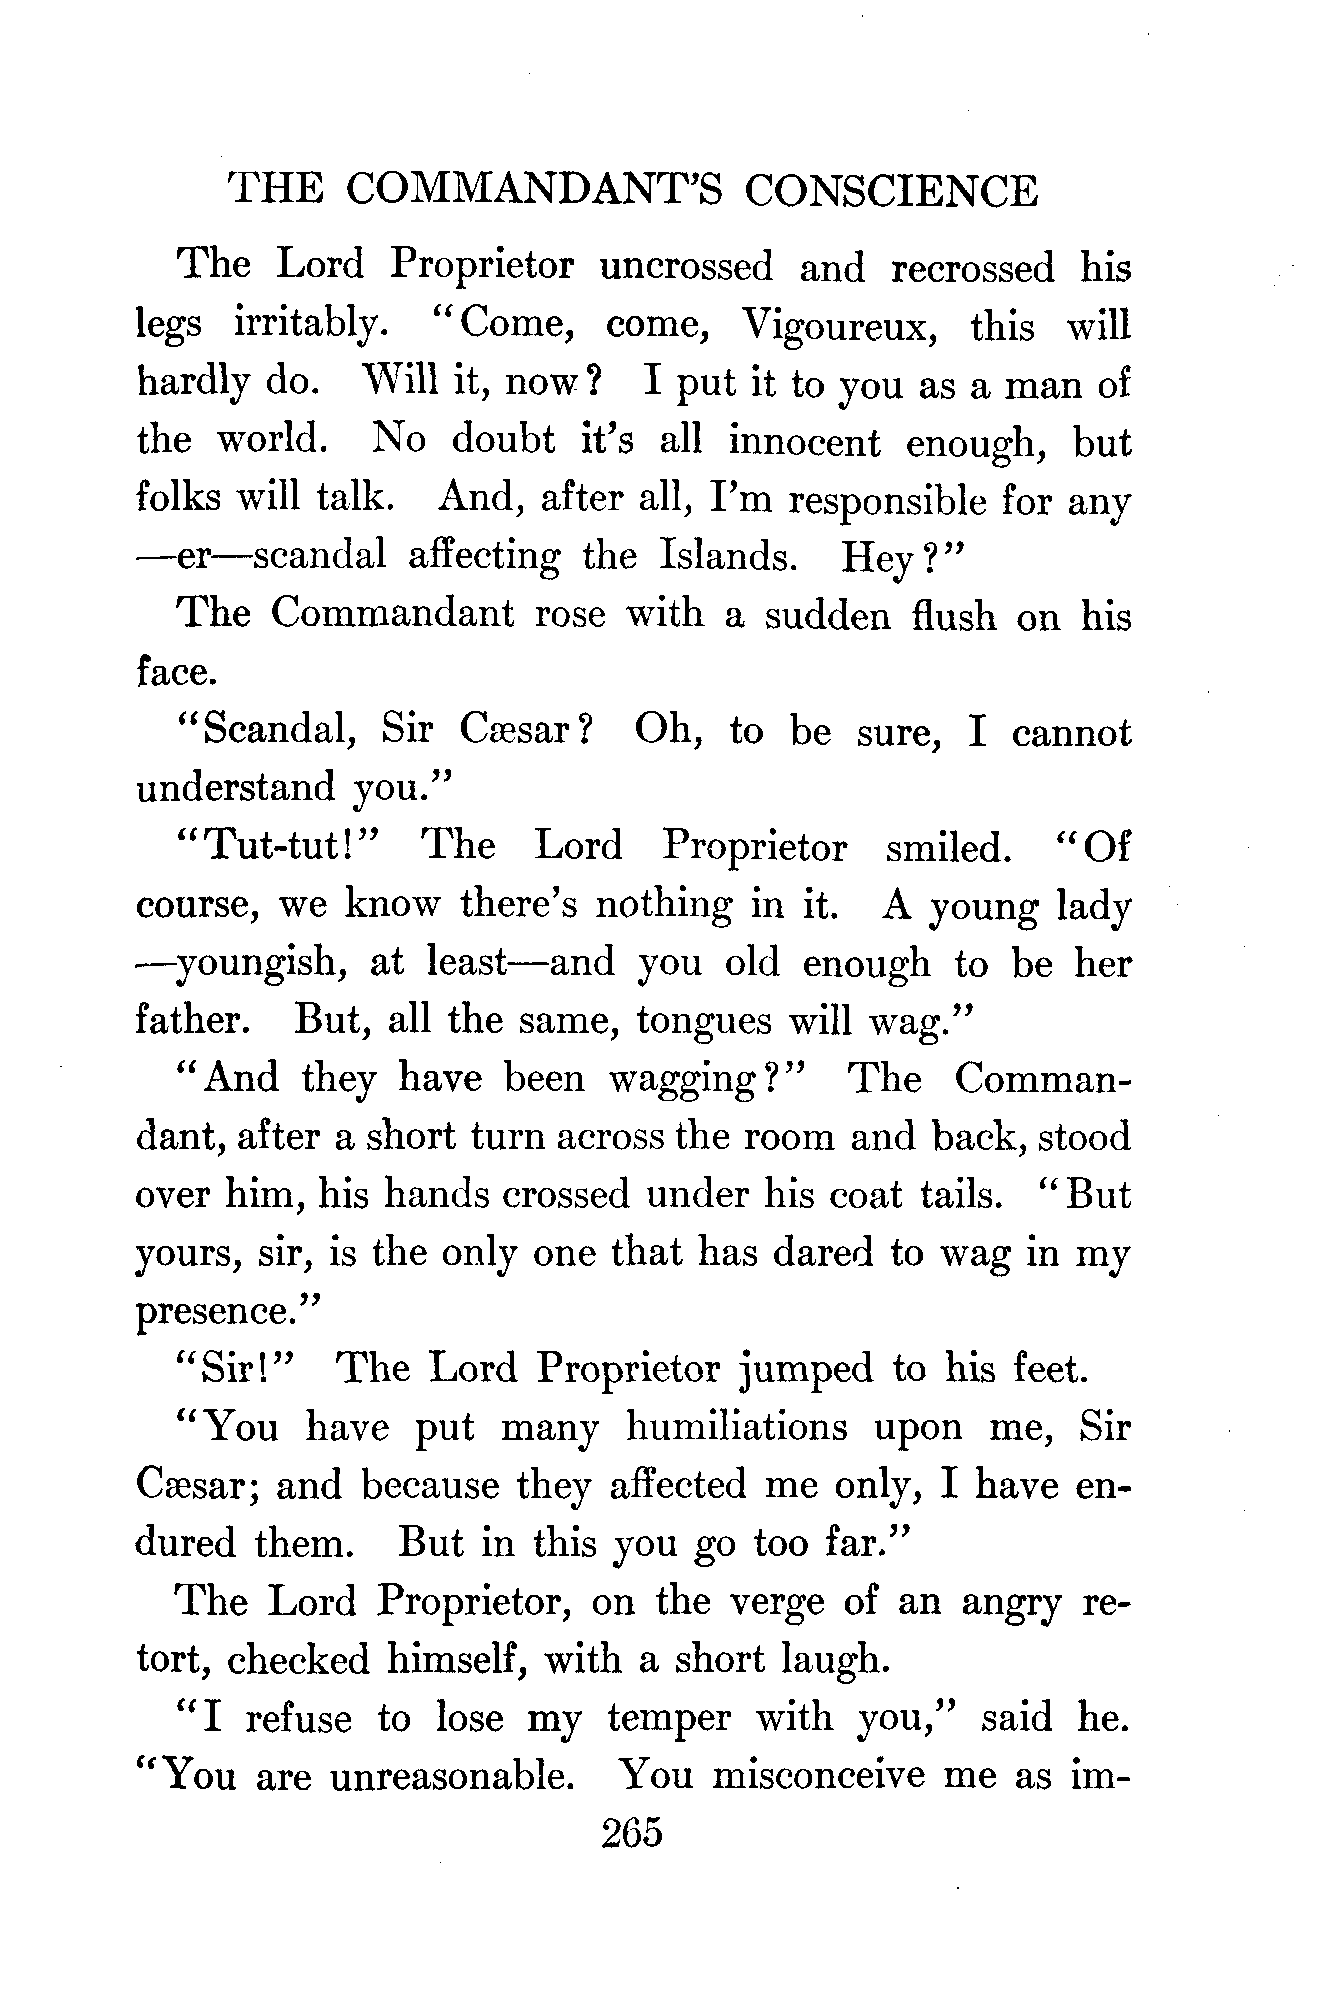 THE COMMANDANT'S CONSCIENCE
The Lord Proprietor uncrossed and recrossed his
legs irritably. "Come, come, Vigoureux, this will
hardly do. Will it, now? I put it to you as a man of
the world. No doubt it's all innocent enough, but
folks will talk. And, after all, I'm responsible for any
—er—scandal affecting the Islands. Hey?"
The Commandant rose with a sudden flush on his
face.
"Scandal, Sir Cæsar? Oh, to be sure, I cannot
understand you."
"Tut-tut!" The Lord Proprietor smiled. "Of
course, we know there's nothing in it. A young lady
—youngish, at least—and you old enough to be her
father. But, all the same, tongues will wag."
"And they have been wagging?" The Comman-
dant, after a short turn across the room and back, stood
over him, his hands crossed under his coat tails. "But
yours, sir, is the only one that has dared to wag in my
presence."
"Sir!" The Lord Proprietor jumped to his feet.
"You have put many humiliations upon me, Sir
Cæsar; and because they affected me only, I have en-
dured them. But in this you go too far."
The Lord Proprietor, on the verge of an angry re-
tort, checked himself, with a short laugh.
"I refuse to lose my temper with you," said he.
"You are unreasonable. You misconceive me as im-
265